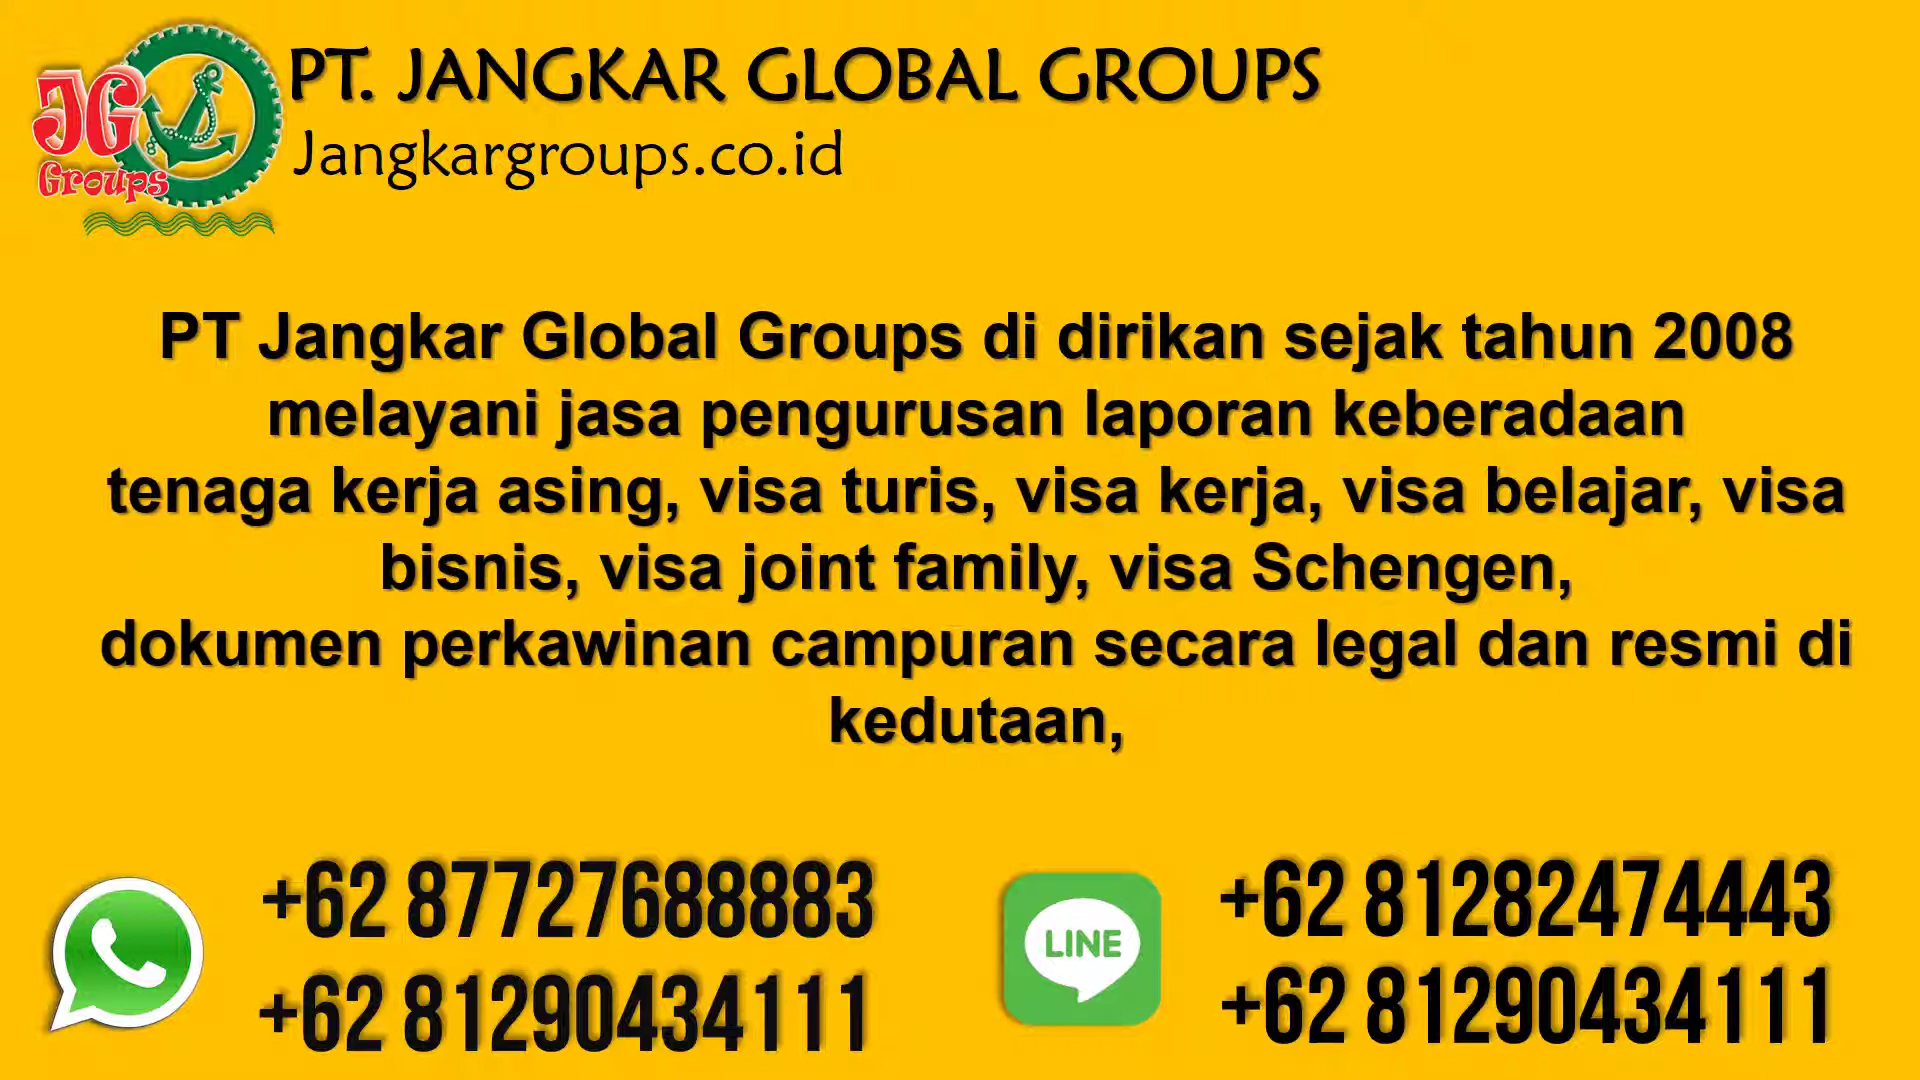 JG
Groups
PT. JANGKAR GLOBAL GROUPS
Jangkargroups.co.id
PT Jangkar Global Groups di dirikan sejak tahun 2008
melayani jasa pengurusan laporan keberadaan
tenaga kerja asing, visa turis, visa kerja, visa belajar, visa
bisnis, visa joint family, visa Schengen,
dokumen perkawinan campuran secara legal dan resmi di
kedutaan,
+62 87727688883
+62 81290434111
LINE
+62 81282474443
+62 81290434111